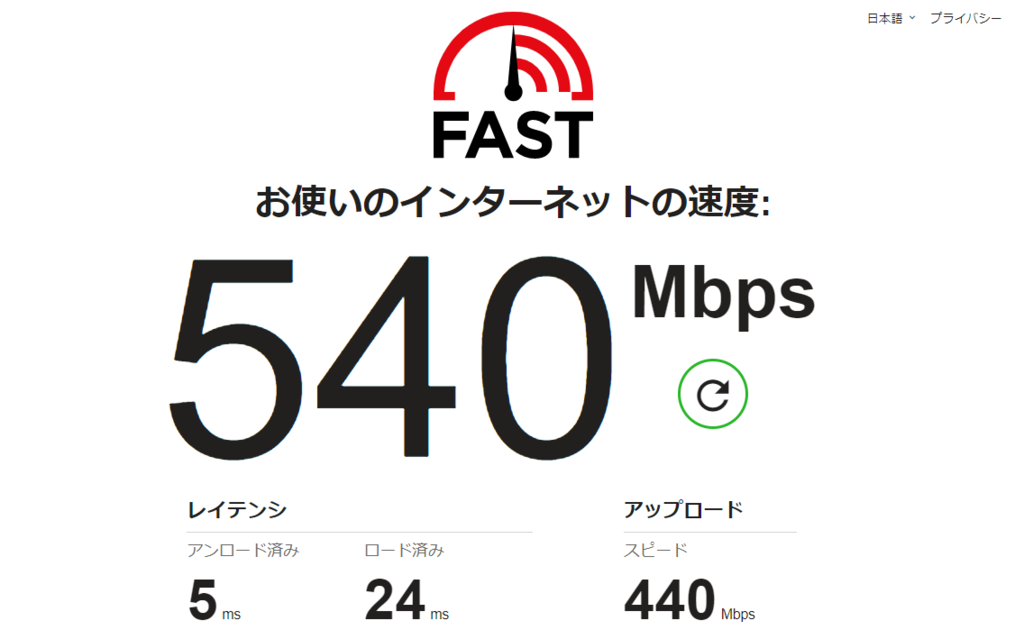 日本語 プライバシー
FAST
お使いのインターネットの速度:
540 Mbps
レイテンシ アップロード
アンロード済み ロード済み スピード
5 ms 24 ms 440 Mbps